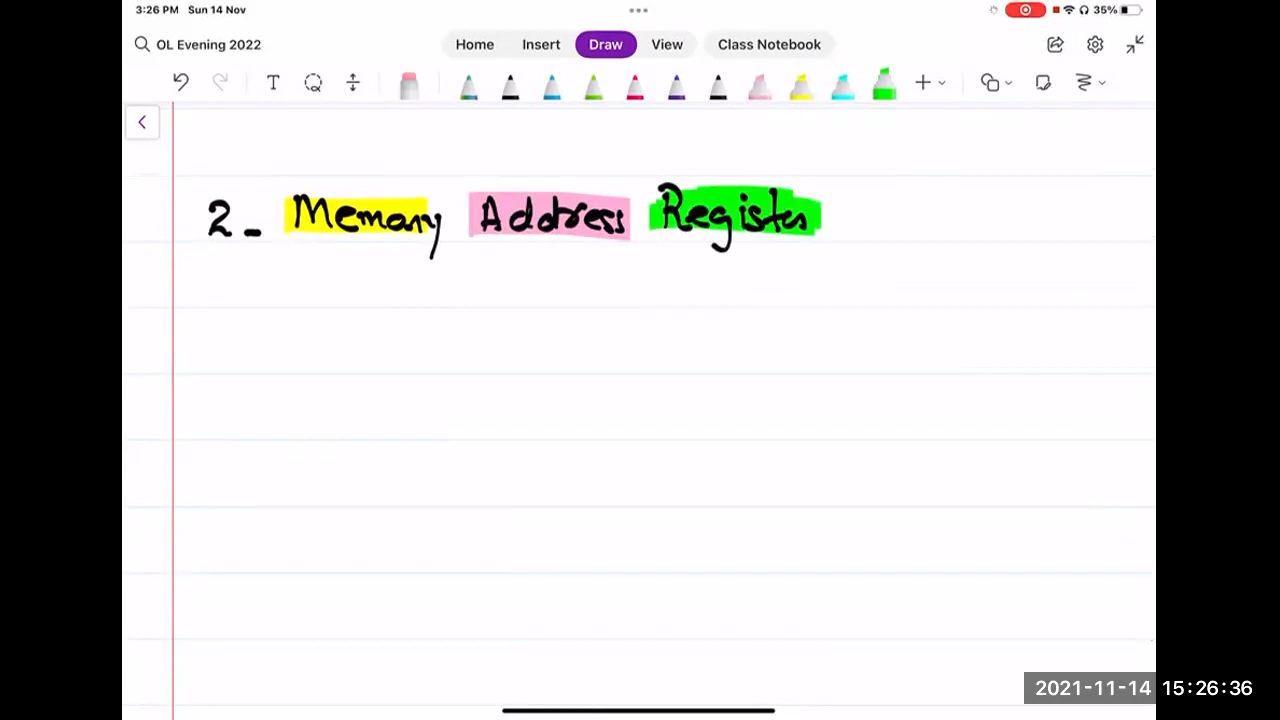 3:26 PM Sun 14 Nov
35%
OL Evening 2022
Home Insert Draw View Class Notebook
2- Memory Address Register
2021-11-14 15:26:36